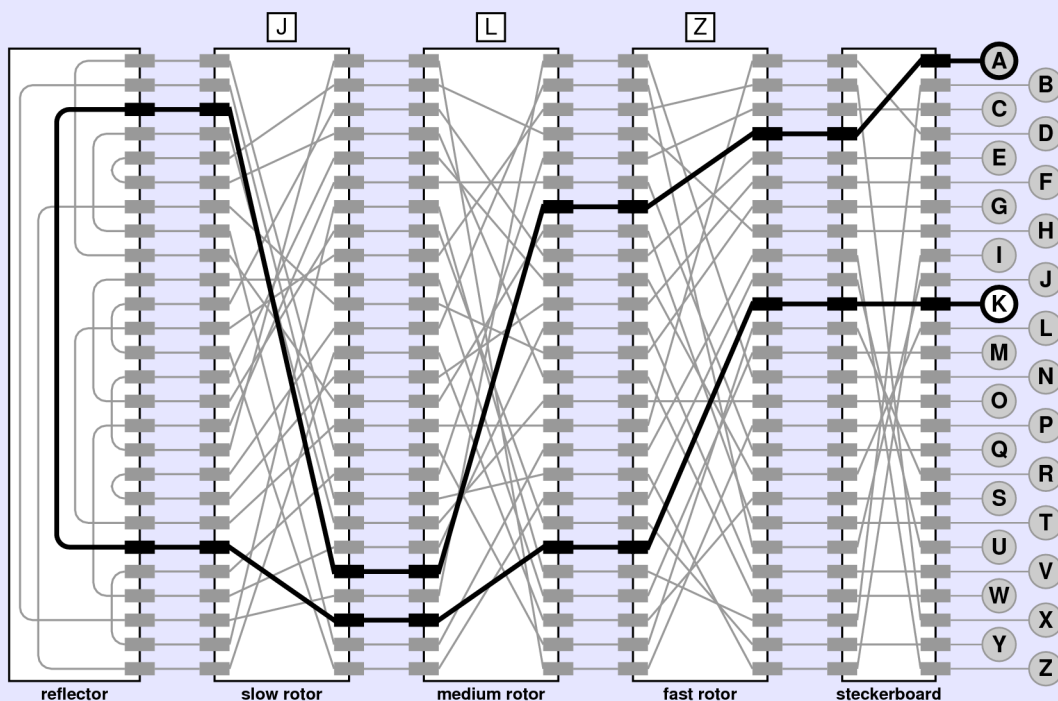 J L Z
A
B
C
D
E
F
G
H
I
J
K
L
M
N
O
P
Q
R
S
T
U
V
W
X
Y
Z
reflector slow rotor medium rotor fast rotor steckerboard